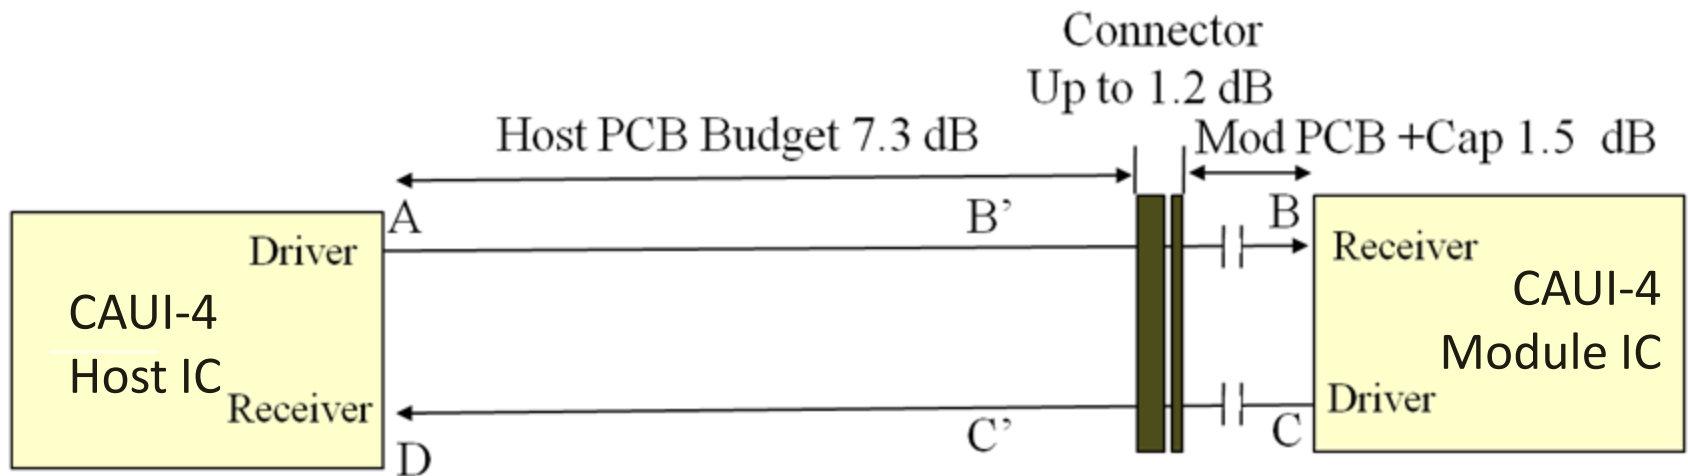 Connector
Up to 1.2 dB
Host PCB Budget 7.3 dB
Mod PCB +Cap 1.5 dB
A
B’
B
Driver
Receiver
CAUI-4
Host IC
CAUI-4
Module IC
Receiver
Driver
D
C’
C